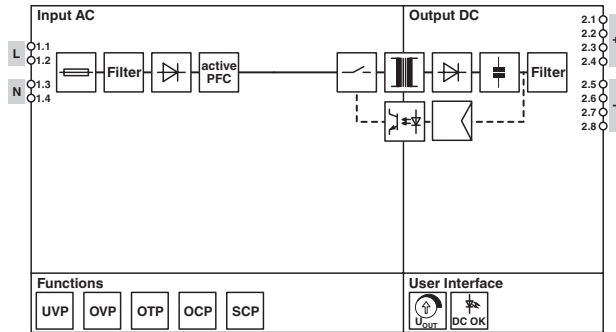 Input AC
Output DC
L
1.1
1.2
N
1.3
1.4
Filter
active
PFC
Filter
2.1
2.2
2.3
2.4
+
2.5
2.6
2.7
2.8
-
Functions
UVP
OVP
OTP
OCP
SCP
User Interface
UOUT
DC OK